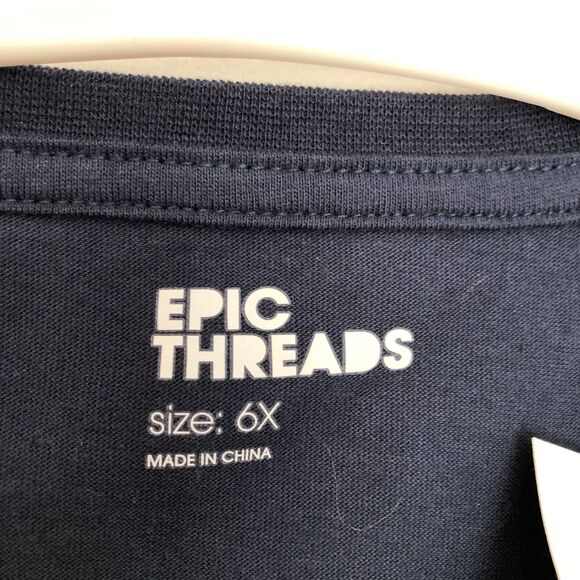 EPIC
THREADS
size: 6X
MADE IN CHINA